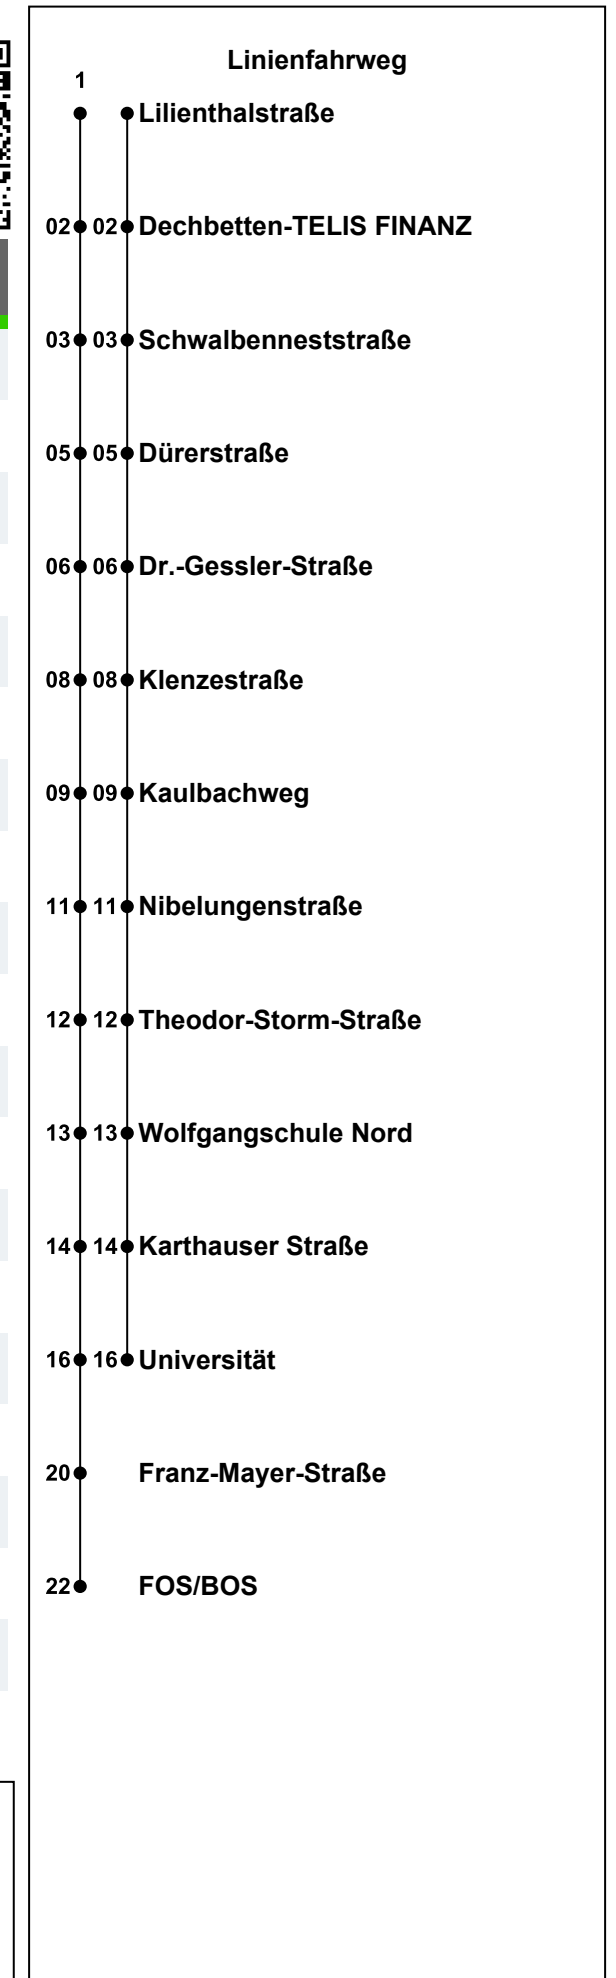 Linienfahrweg
1
Lilienthalstraße
02 02 Dechbetten-TELIS FINANZ
03 03 Schwalbenneststraße
05 05 Dürerstraße
06 06 Dr.-Gessler-Straße
08 08 Klenzestraße
09 09 Kaulbachweg
11 11 Nibelungenstraße
12 12 Theodor-Storm-Straße
13 13 Wolfgangschule Nord
14 14 Karthauser Straße
16 16 Universität
20 Franz-Mayer-Straße
22 FOS/BOS